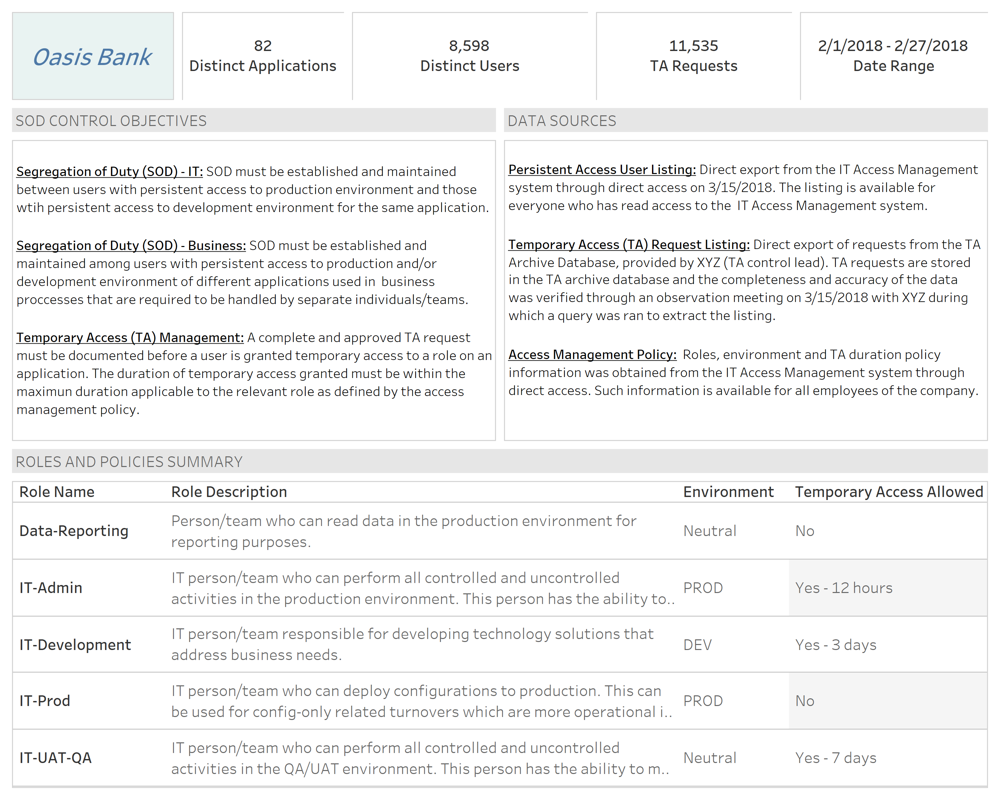 Oasis Bank
82
Distinct Applications
8,598
Distinct Users
11,535
TA Requests
2/1/2018 - 2/27/2018
Date Range
SOD CONTROL OBJECTIVES
Segregation of Duty (SOD) - IT: SOD must be established and maintained
between users with persistent access to production environment and those
wtih persistent access to development environment for the same application.
Segregation of Duty (SOD) - Business: SOD must be established and
maintained among users with persistent access to production and/or
development environment of different applications used in  business
proccesses that are required to be handled by separate individuals/teams.
Temporary Access (TA) Management: A complete and approved TA request
must be documented before a user is granted temporary access to a role on an
application. The duration of temporary access granted must be within the
maximun duration applicable to the relevant role as defined by the access
management policy.
DATA SOURCES
Persistent Access User Listing: Direct export from the IT Access Management
system through direct access on 3/15/2018. The listing is available for
everyone who has read access to the  IT Access Management system.
Temporary Access (TA) Request Listing: Direct export of requests from the TA
Archive Database, provided by XYZ (TA control lead). TA requests are stored
in the TA archive database and the completeness and accuracy of the data
was verified through an observation meeting on 3/15/2018 with XYZ during
which a query was ran to extract the listing.
Access Management Policy:  Roles, environment and TA duration policy
information was obtained from the IT Access Management system through
direct access. Such information is available for all employees of the company.
ROLES AND POLICIES SUMMARY
Role Name Role Description Environment Temporary Access Allowed
Data-Reporting
Person/team who can read data in the production environment for
reporting purposes.
Neutral
No
IT-Admin
IT person/team who can perform all controlled and uncontrolled
activities in the production environment. This person has the ability to..
PROD
Yes - 12 hours
IT-Development
IT person/team responsible for developing technology solutions that
address business needs.
DEV
Yes - 3 days
IT-Prod
IT person/team who can deploy configurations to production. This can
be used for config-only related turnovers which are more operational i..
PROD
No
IT-UAT-QA
IT person/team who can perform all controlled and uncontrolled
activities in the QA/UAT environment. This person has the ability to m..
Neutral
Yes - 7 days